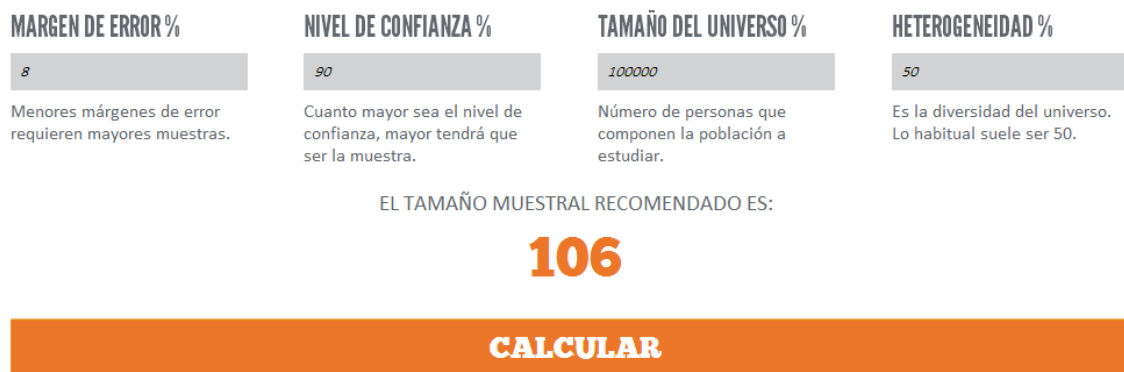 MARGEN DE ERROR %
8
Menores márgenes de error
requieren mayores muestras.
NIVEL DE CONFIANZA %
90
Cuanto mayor sea el nivel de
confianza, mayor tendrá que
ser la muestra.
TAMAÑO DEL UNIVERSO %
100000
Número de personas que
componen la población a
estudiar.
HETEROGENEIDAD %
50
Es la diversidad del universo.
Lo habitual suele ser 50.
EL TAMAÑO MUESTRAL RECOMENDADO ES:
106
CALCULAR